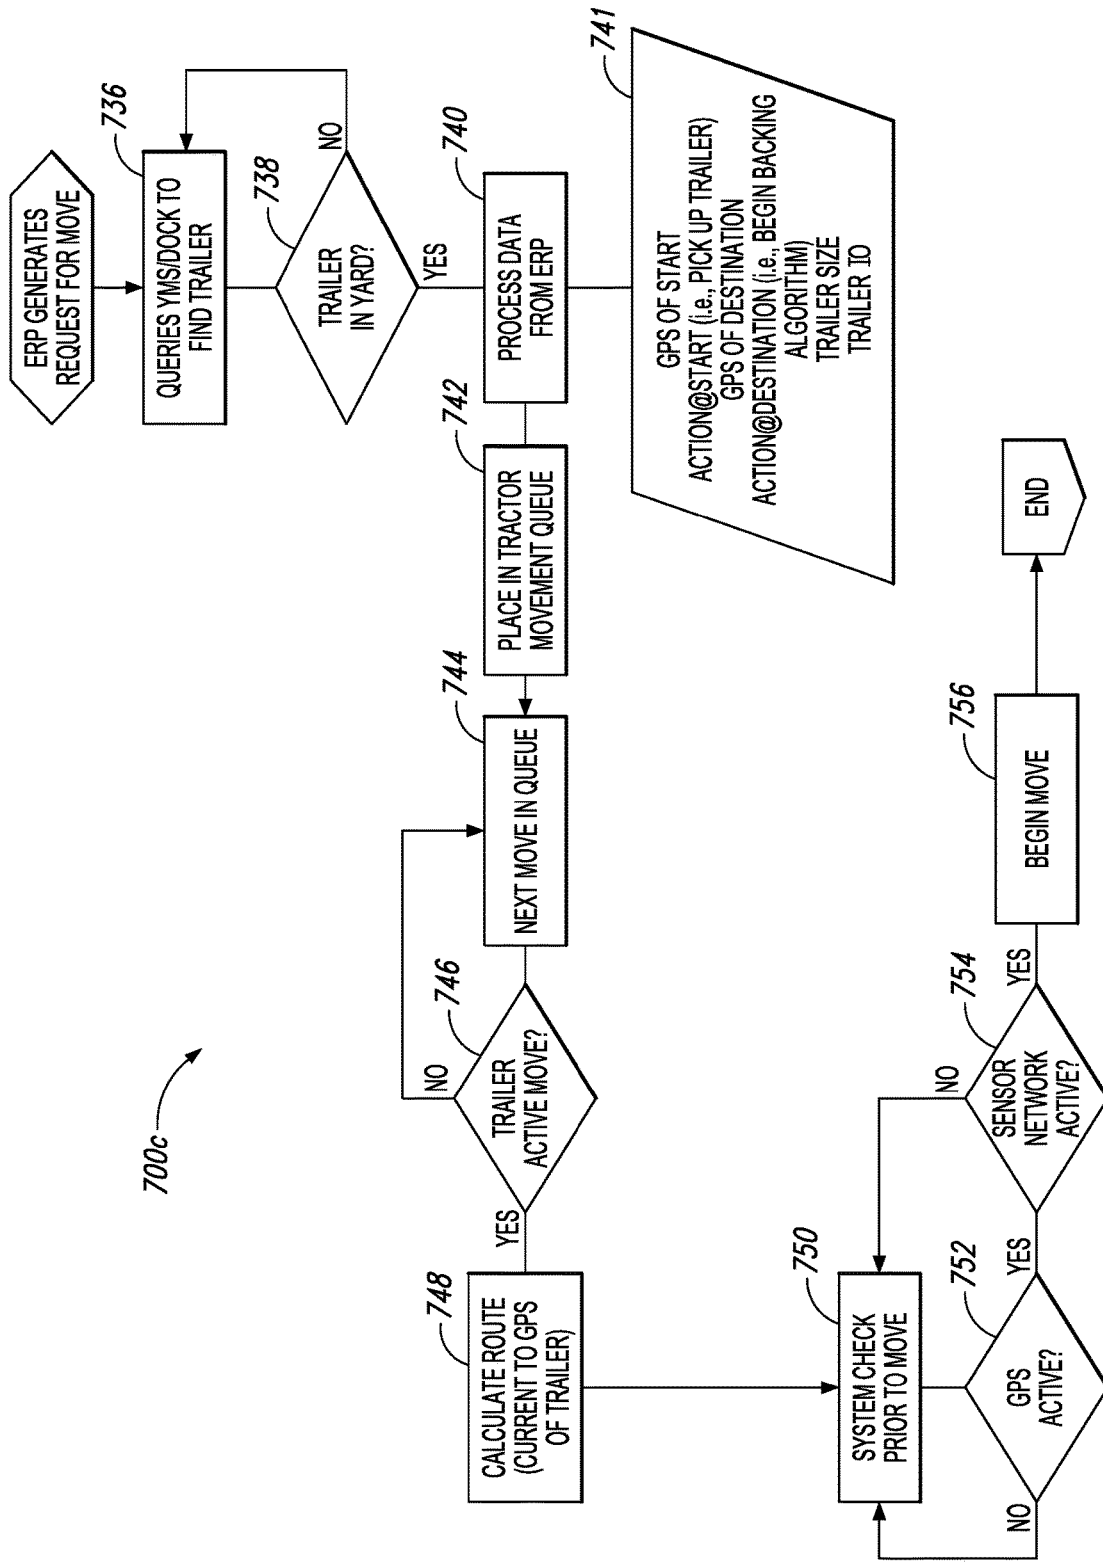 700c
ERP GENERATES
REQUEST FOR MOVE
736
QUERIES YMS/DOCK TO
FIND TRAILER
738
TRAILER
IN YARD?
NO
YES
740
PROCESS DATA
FROM ERP
741
GPS OF START
ACTION@START (i.e., PICK UP TRAILER)
GPS OF DESTINATION
ACTION@DESTINATION (i.e., BEGIN BACKING
ALGORITHM)
TRAILER SIZE
TRAILER IO
742
PLACE IN TRACTOR
MOVEMENT QUEUE
744
NEXT MOVE IN QUEUE
746
TRAILER
ACTIVE MOVE?
NO
YES
748
CALCULATE ROUTE
(CURRENT TO GPS
OF TRAILER)
750
SYSTEM CHECK
PRIOR TO MOVE
752
GPS
ACTIVE?
NO
YES
754
SENSOR
NETWORK
ACTIVE?
NO
YES
756
BEGIN MOVE
END